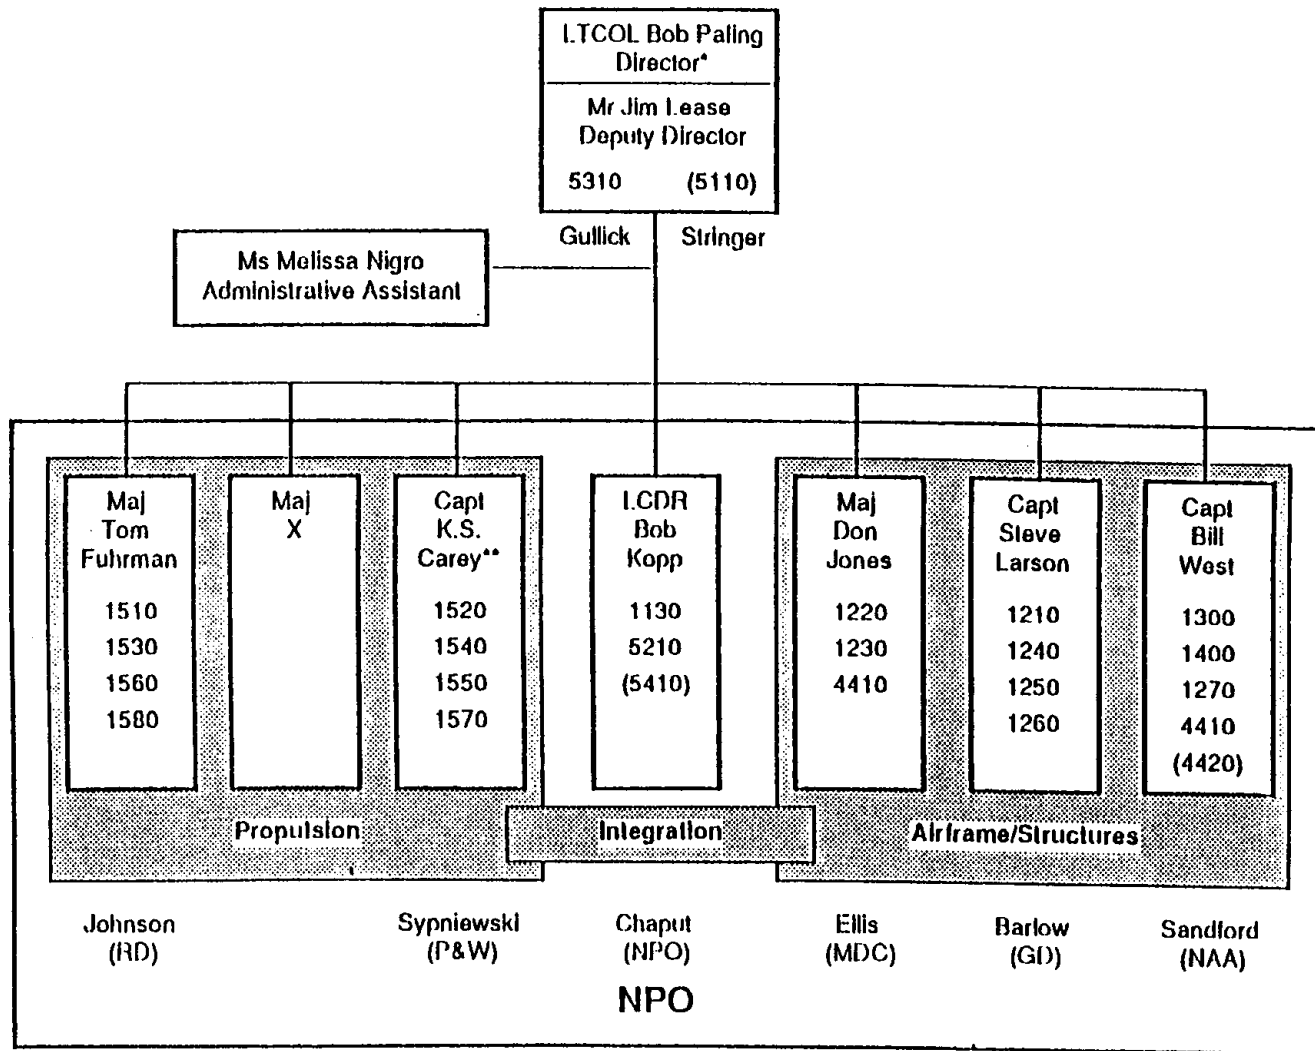 LTCOL Bob Paling
Director*
Mr Jim Lease
Deputy Director
5310 (5110)
Gullick Stringer
Ms Melissa Nigro
Administrative Assistant
Maj
Tom
Fuhrman
1510
1530
1560
1580
Maj
X
Capt
K.S.
Carey**
1520
1540
1550
1570
LCDR
Bob
Kopp
1130
5210
(5410)
Maj
Don
Jones
1220
1230
4410
Capt
Steve
Larson
1210
1240
1250
1260
Capt
Bill
West
1300
1400
1270
4410
(4420)
Propulsion
Integration
Airframe/Structures
Johnson
(RD)
Sypniewski
(P&W)
Chaput
(NPO)
Ellis
(MDC)
Barlow
(GD)
Sandford
(NAA)
NPO